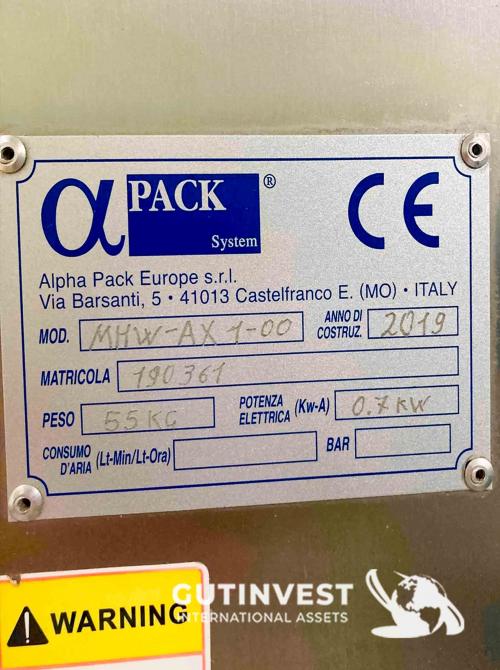 α PACK ®
System
CE
Alpha Pack Europe s.r.l.
Via Barsanti, 5 • 41013 Castelfranco E. (MO) • ITALY
MOD. MHW-AX 1-00 ANNO DI COSTRUZ. 2019
MATRICOLA 190361
PESO 55KG POTENZA ELETTRICA (Kw-A) 0.7KW
CONSUMO D'ARIA (Lt-Min/Lt-Ora) BAR
WARNING
GUTINVEST
INTERNATIONAL ASSETS